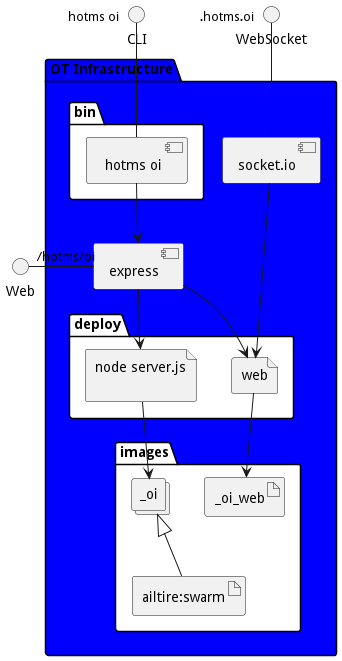 hotms oi
.hotms.oi
CLI
WebSocket
OT Infrastructure
bin
hotms oi
socket.io
/hotms/oi
express
Web
deploy
node server.js
web
images
_oi
_oi_web
ailtire:swarm